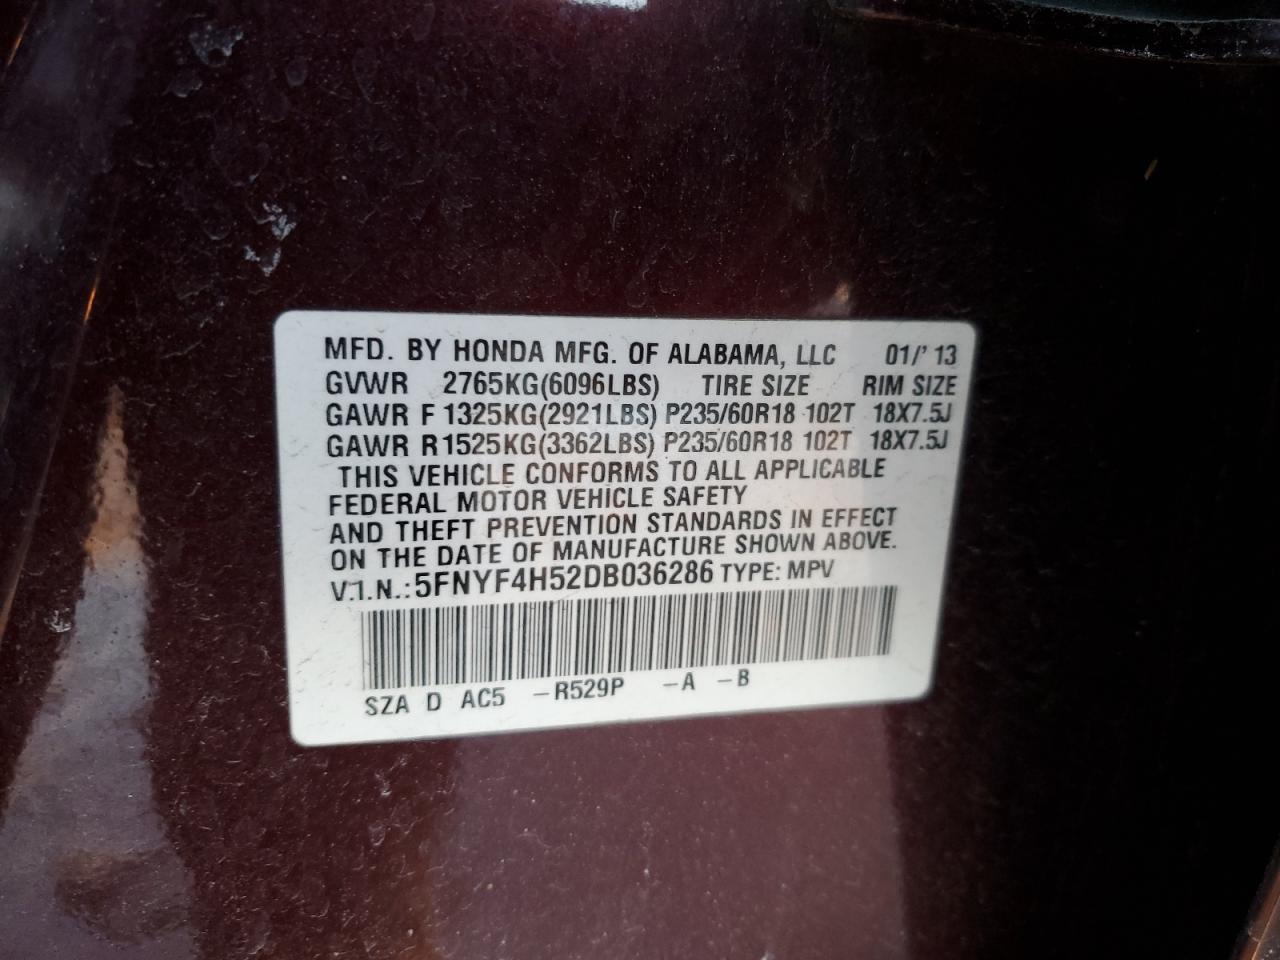 MFD. BY HONDA MFG. OF ALABAMA, LLC 01/'13
GVWR 2765KG(6096LBS) TIRE SIZE RIM SIZE
GAWR F 1325KG(2921LBS) P235/60R18 102T 18X7.5J
GAWR R 1525KG(3362LBS) P235/60R18 102T 18X7.5J
THIS VEHICLE CONFORMS TO ALL APPLICABLE
FEDERAL MOTOR VEHICLE SAFETY
AND THEFT PREVENTION STANDARDS IN EFFECT
ON THE DATE OF MANUFACTURE SHOWN ABOVE.
V.I.N.: 5FNYF4H52DB036286 TYPE: MPV
SZA D AC5 -R529P -A -B